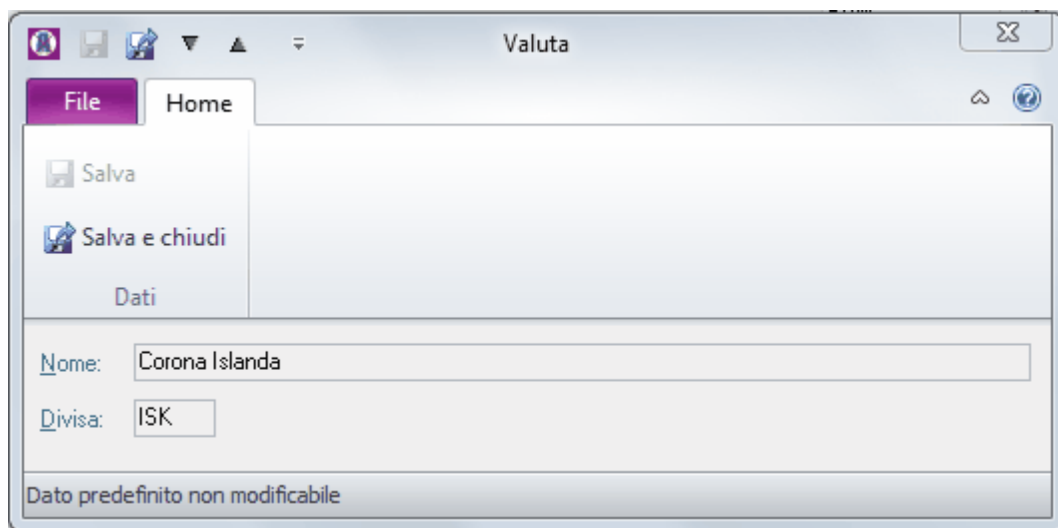 Valuta
File Home
Salva
Salva e chiudi
Dati
Nome: Corona Islanda
Divisa: ISK
Dato predefinito non modificabile